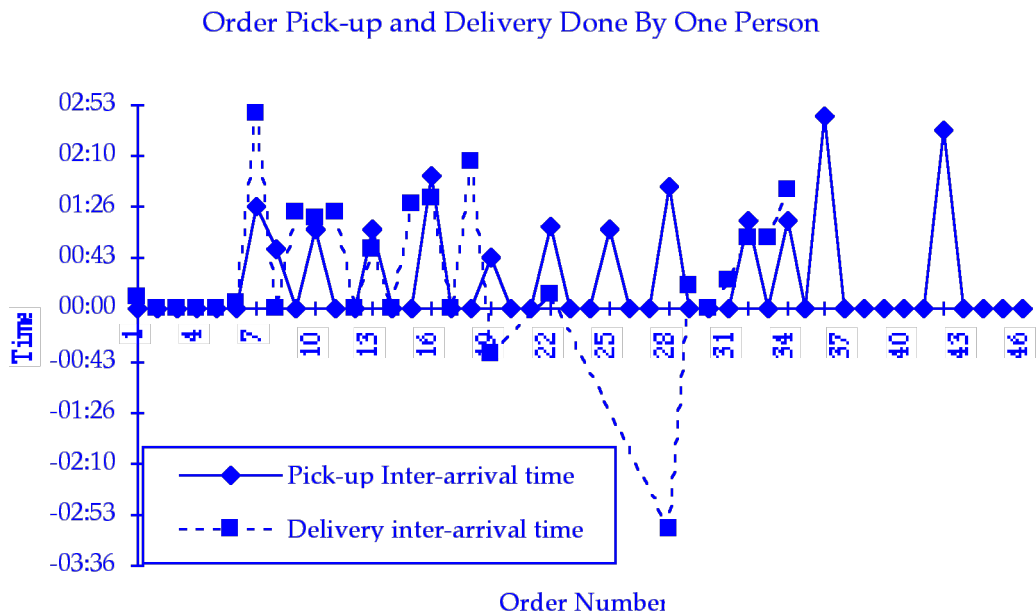 Order Pick-up and Delivery Done By One Person
02:53
02:10
01:26
00:43
00:00
-00:43
-01:26
-02:10
-02:53
-03:36
Time
1 4 7 10 13 16 19 22 25 28 31 34 37 40 43 46
Pick-up Inter-arrival time
Delivery inter-arrival time
Order Number